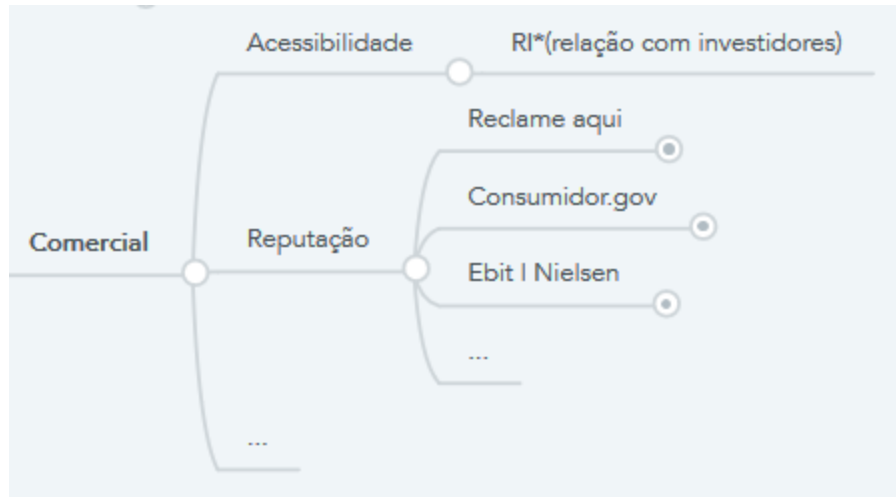 Acessibilidade
RI*(relação com investidores)
Reclame aqui
Consumidor.gov
Comercial
Reputação
Ebit l Nielsen
...
...